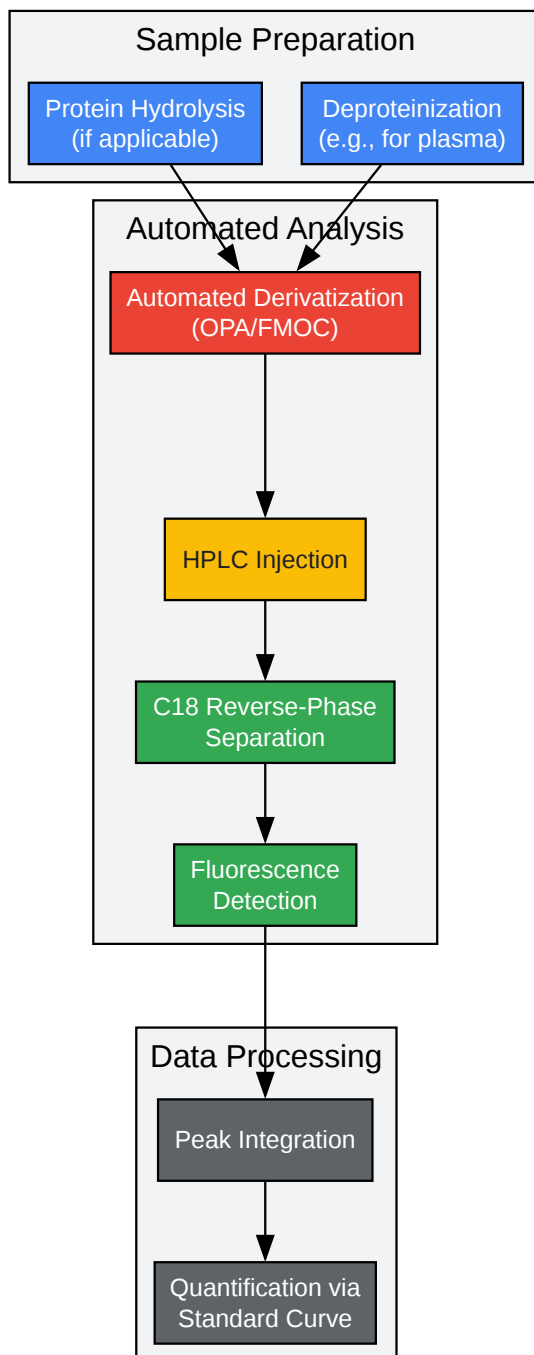 Sample Preparation
Protein Hydrolysis
(if applicable)
Deproteinization
(e.g., for plasma)
Automated Analysis
Automated Derivatization
(OPA/FMOC)
HPLC Injection
C18 Reverse-Phase
Separation
Fluorescence
Detection
Data Processing
Peak Integration
Quantification via
Standard Curve